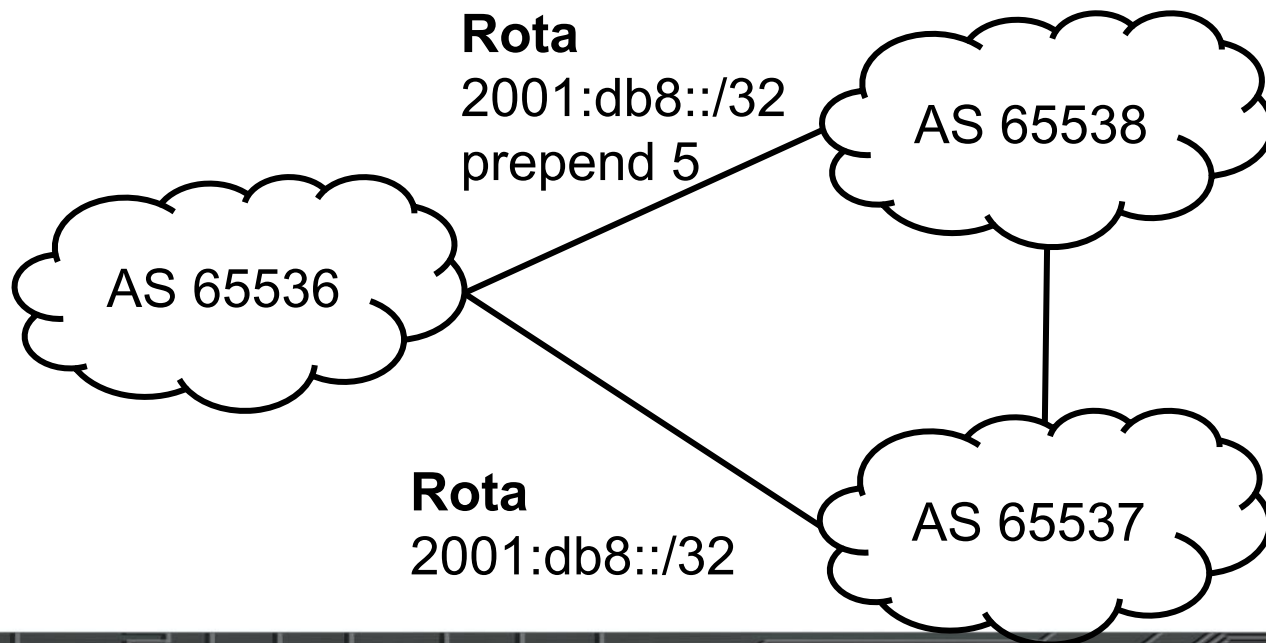 Rota
2001:db8::/32
prepend 5
AS 65538
AS 65536
Rota
2001:db8::/32
AS 65537